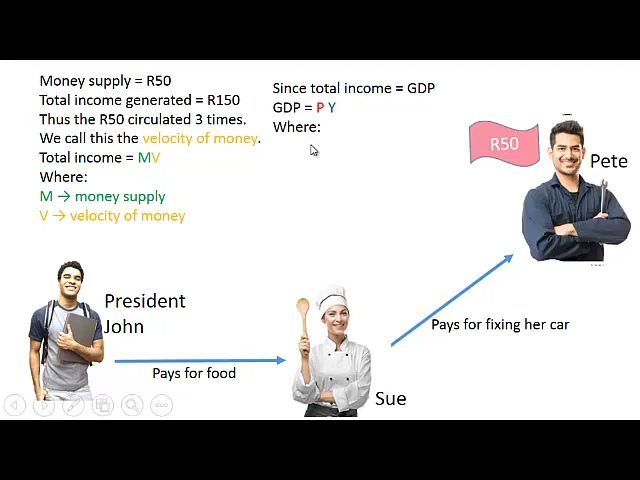 Money supply = R50
Total income generated = R150
Thus the R50 circulated 3 times.
We call this the velocity of money.
Total income = MV
Where:
M → money supply
V → velocity of money
Since total income = GDP
GDP = P Y
Where:
R50
Pete
President
John
Pays for fixing her car
Pays for food
Sue